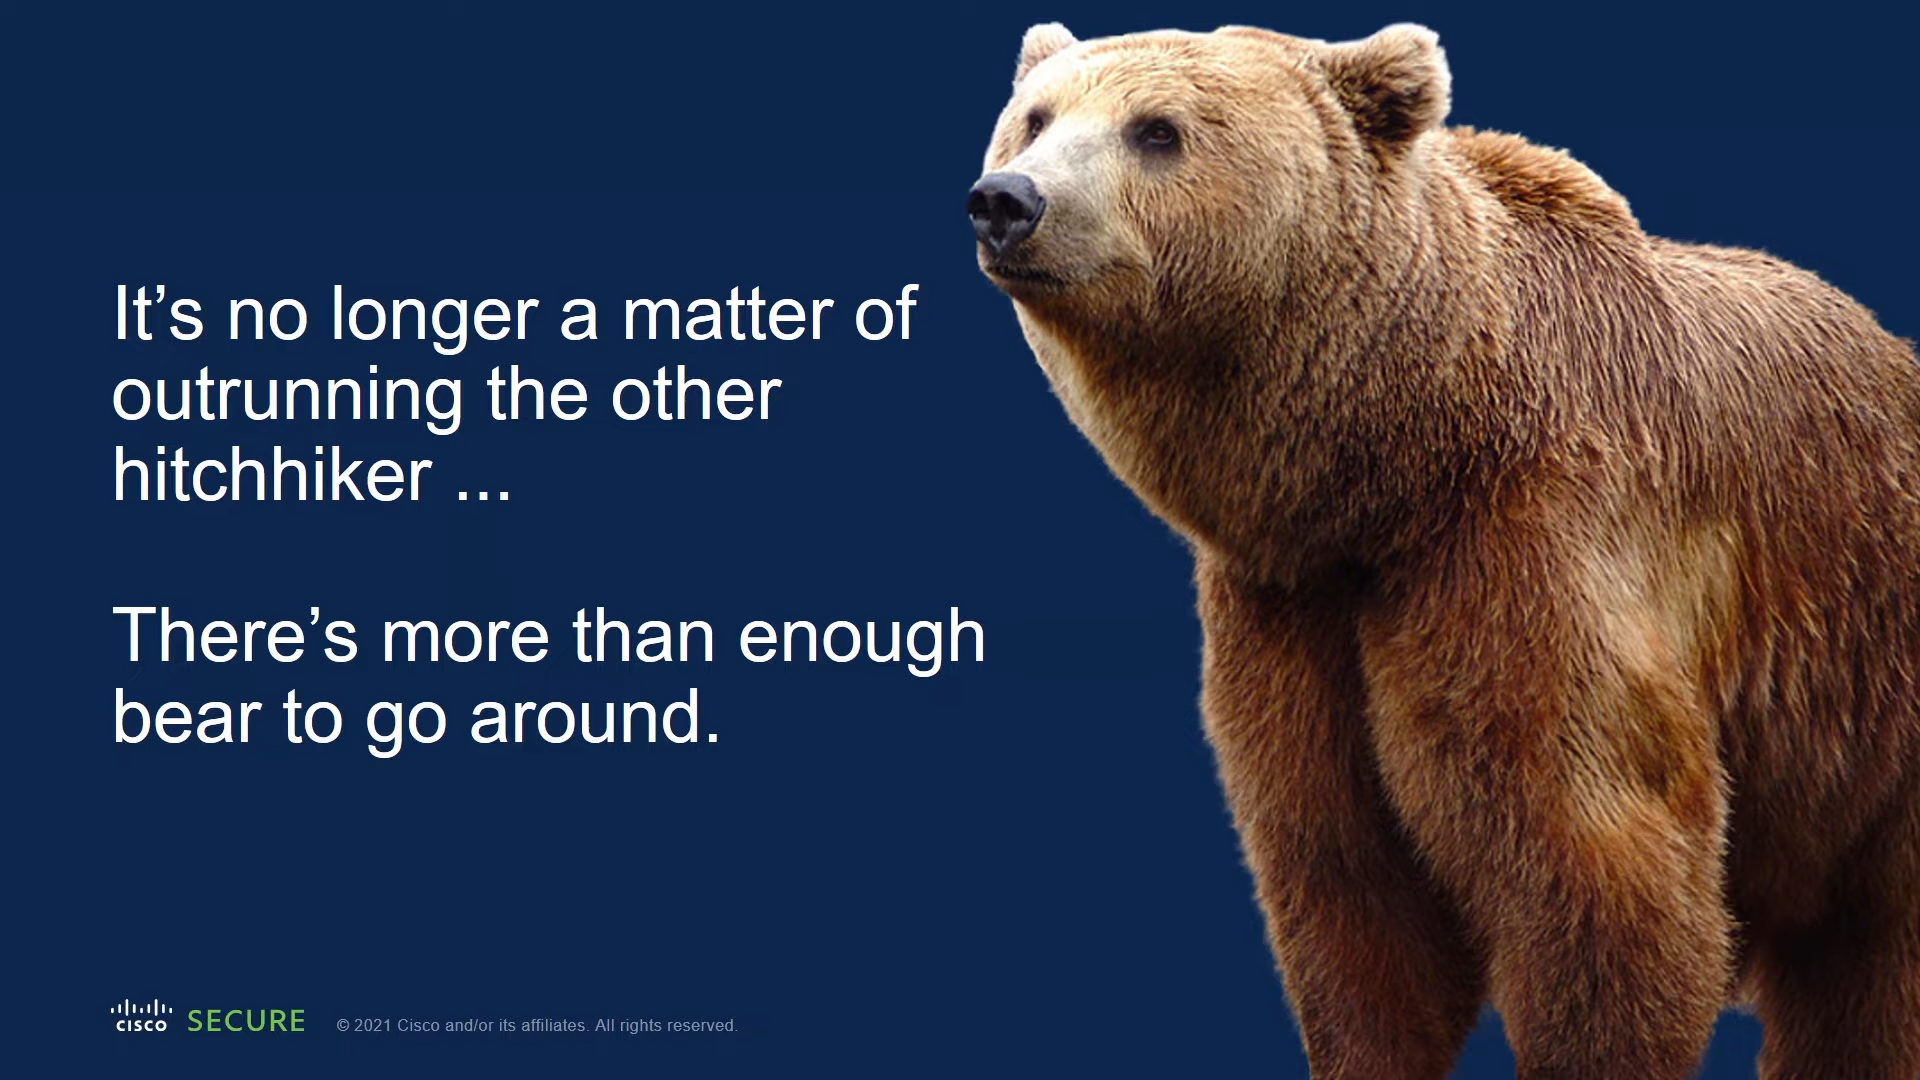 It’s no longer a matter of
outrunning the other
hitchhiker ...
There’s more than enough
bear to go around.
CISCO SECURE © 2021 Cisco and/or its affiliates. All rights reserved.